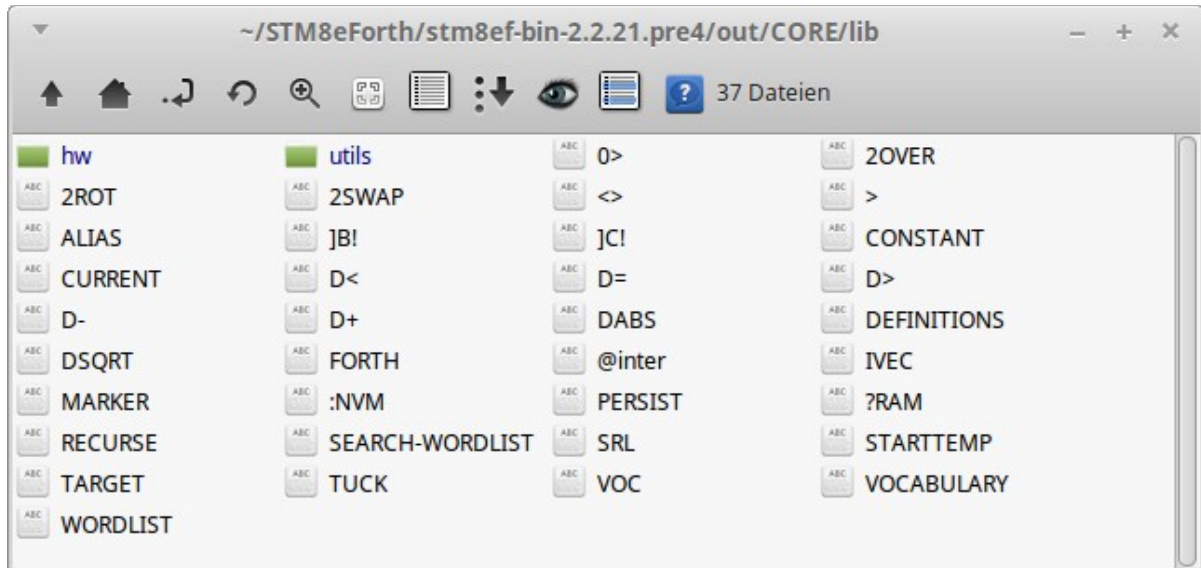 ~/STM8eForth/stm8ef-bin-2.2.21.pre4/out/CORE/lib
37 Dateien
hw utils 0> 2OVER
2ROT 2SWAP <> >
ALIAS ]B! ]C! CONSTANT
CURRENT D< D= D>
D- D+ DABS DEFINITIONS
DSQRT FORTH @inter IVEC
MARKER :NVM PERSIST ?RAM
RECURSE SEARCH-WORDLIST SRL STARTTEMP
TARGET TUCK VOC VOCABULARY
WORDLIST